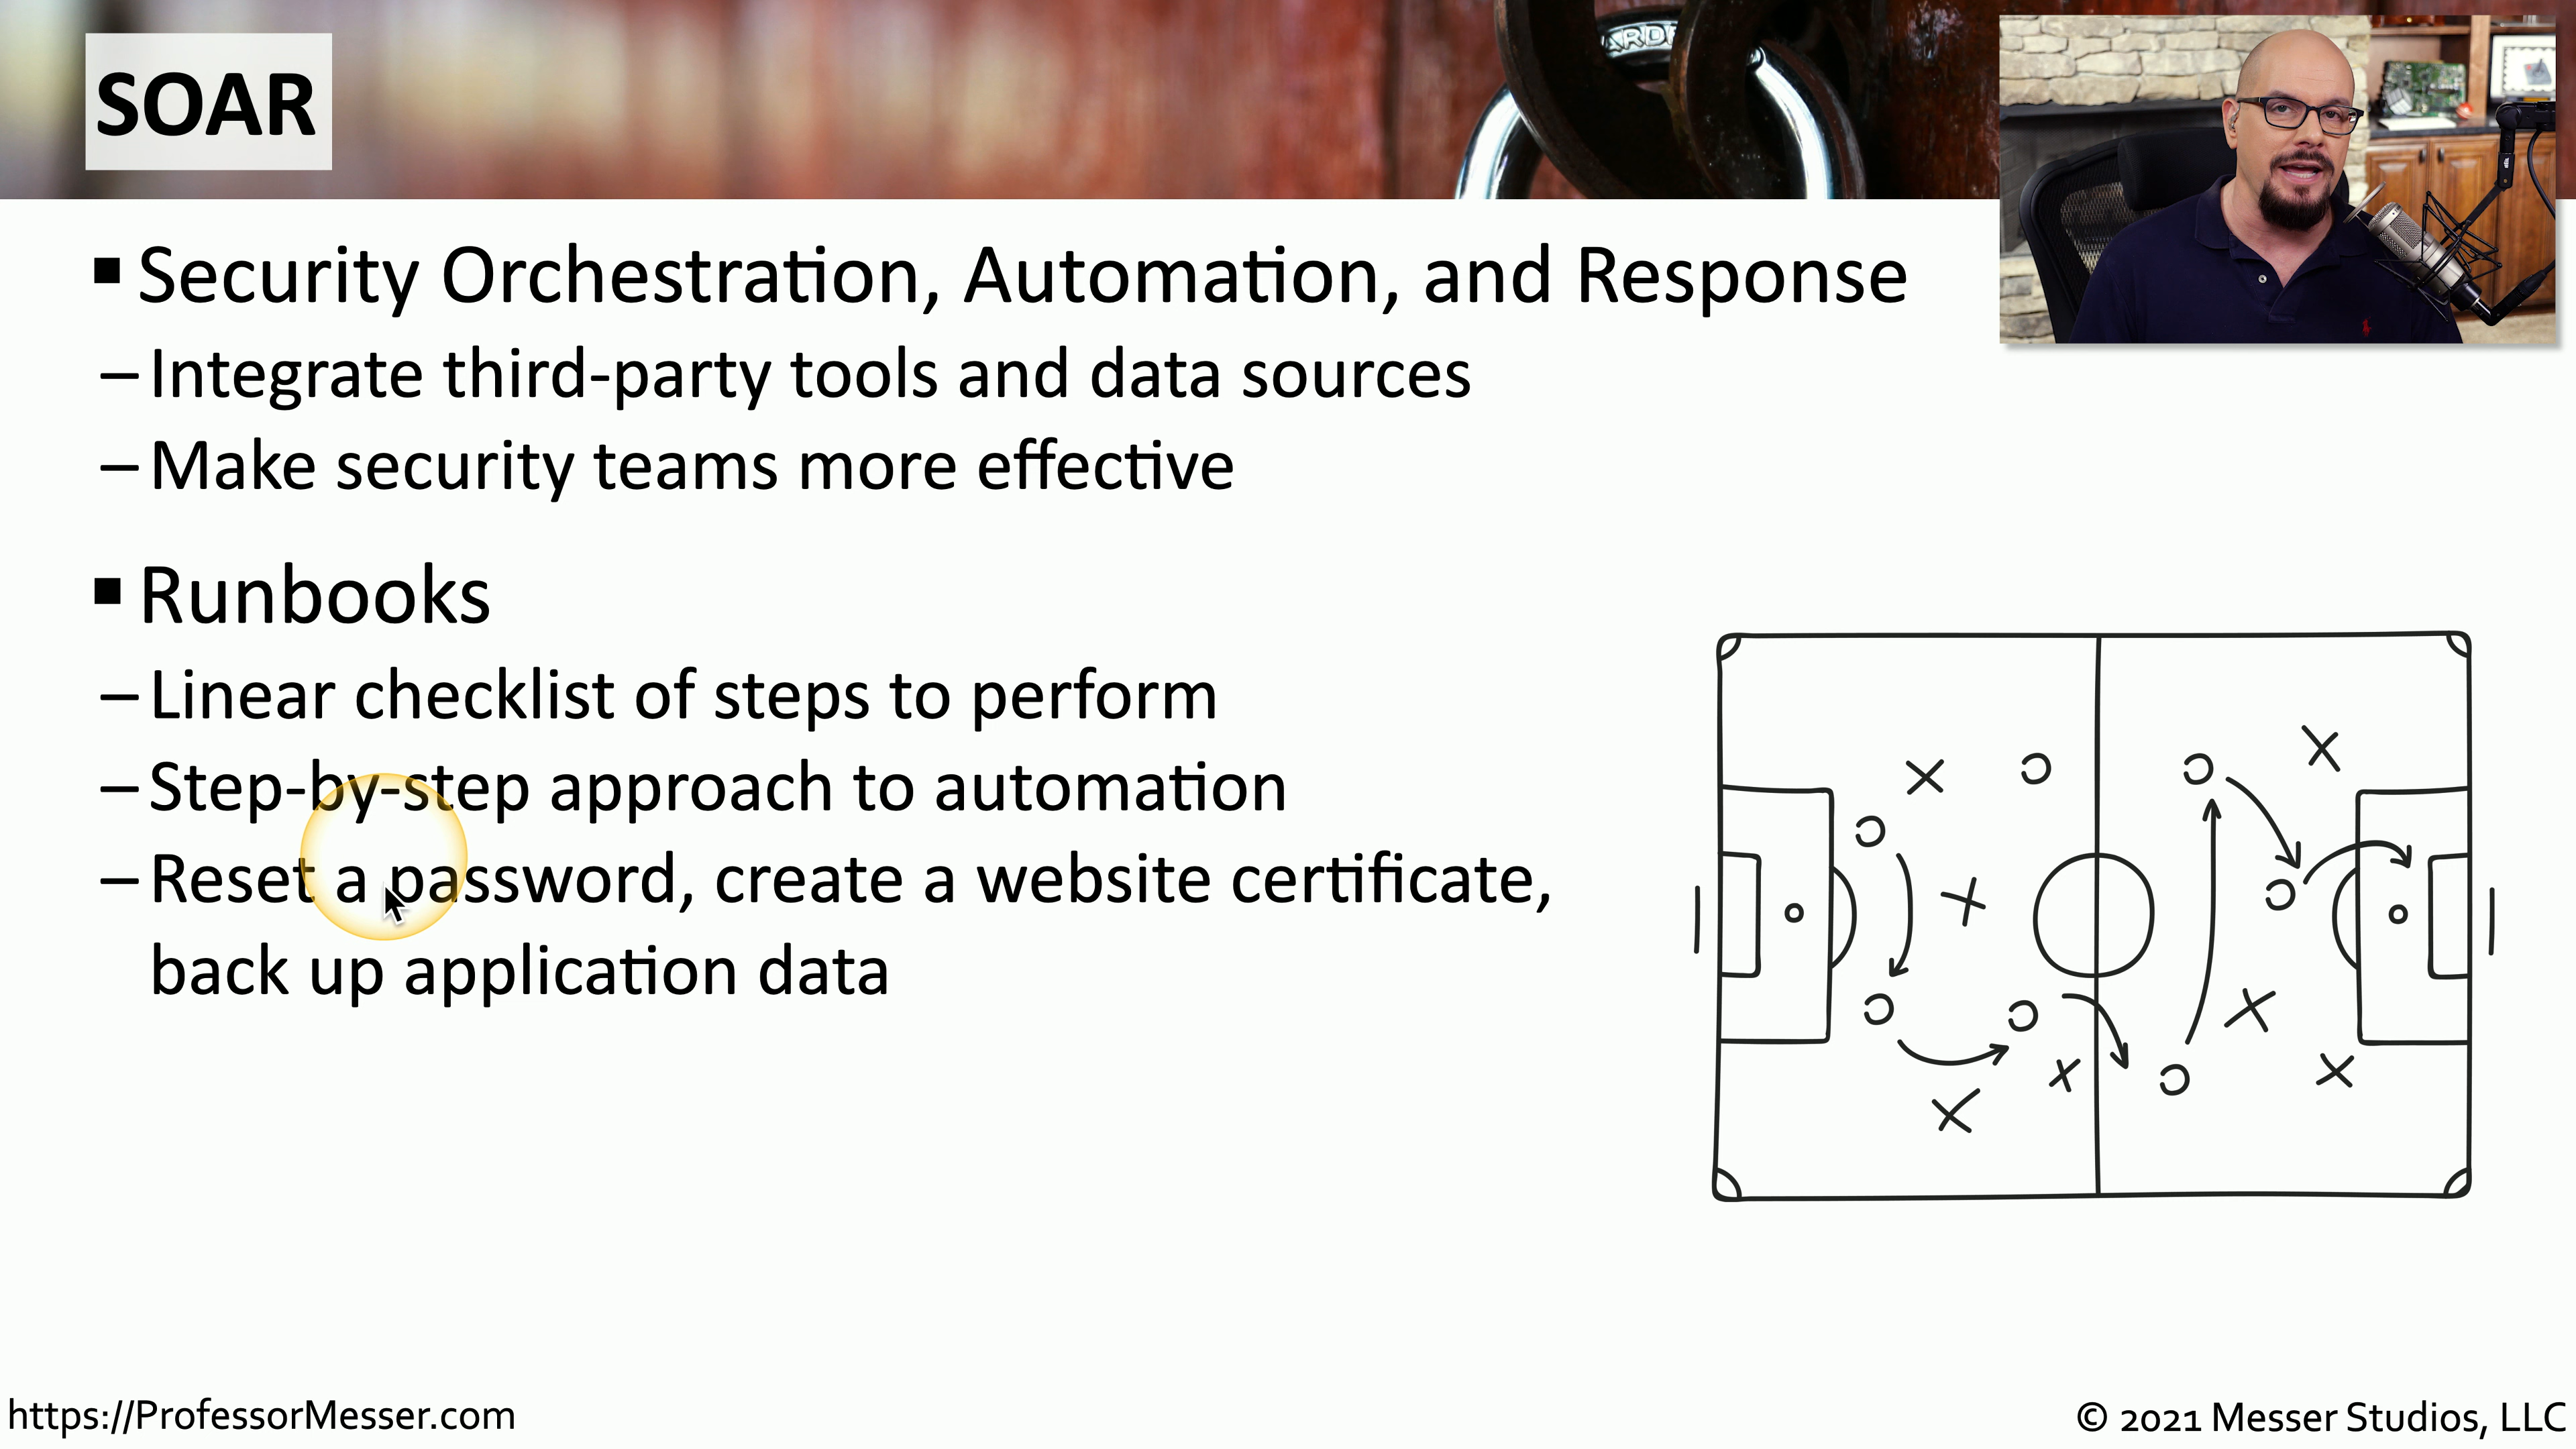 SOAR
▪ Security Orchestration, Automation, and Response
– Integrate third-party tools and data sources
– Make security teams more effective
▪ Runbooks
– Linear checklist of steps to perform
– Step-by-step approach to automation
– Reset a password, create a website certificate,
back up application data
https://ProfessorMesser.com
© 2021 Messer Studios, LLC